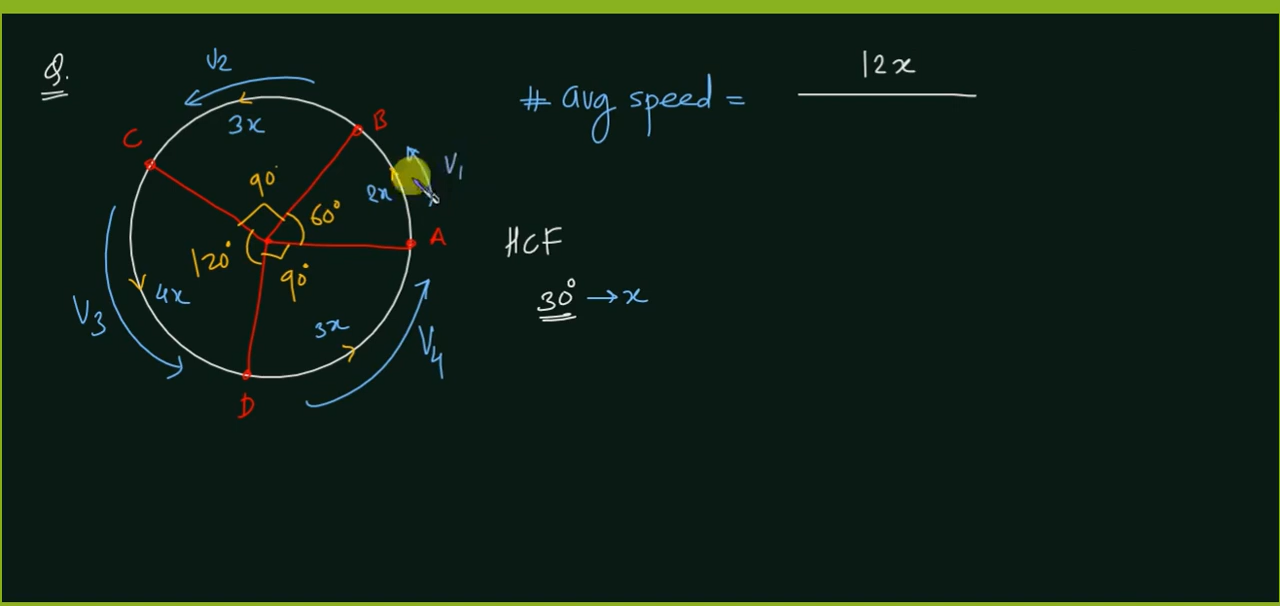 Q.
V2
3x
B
C
90°
V1
2x
60°
A
120°
90°
4x
V3
3x
V4
D
# avg speed =
12x
HCF
30° → x